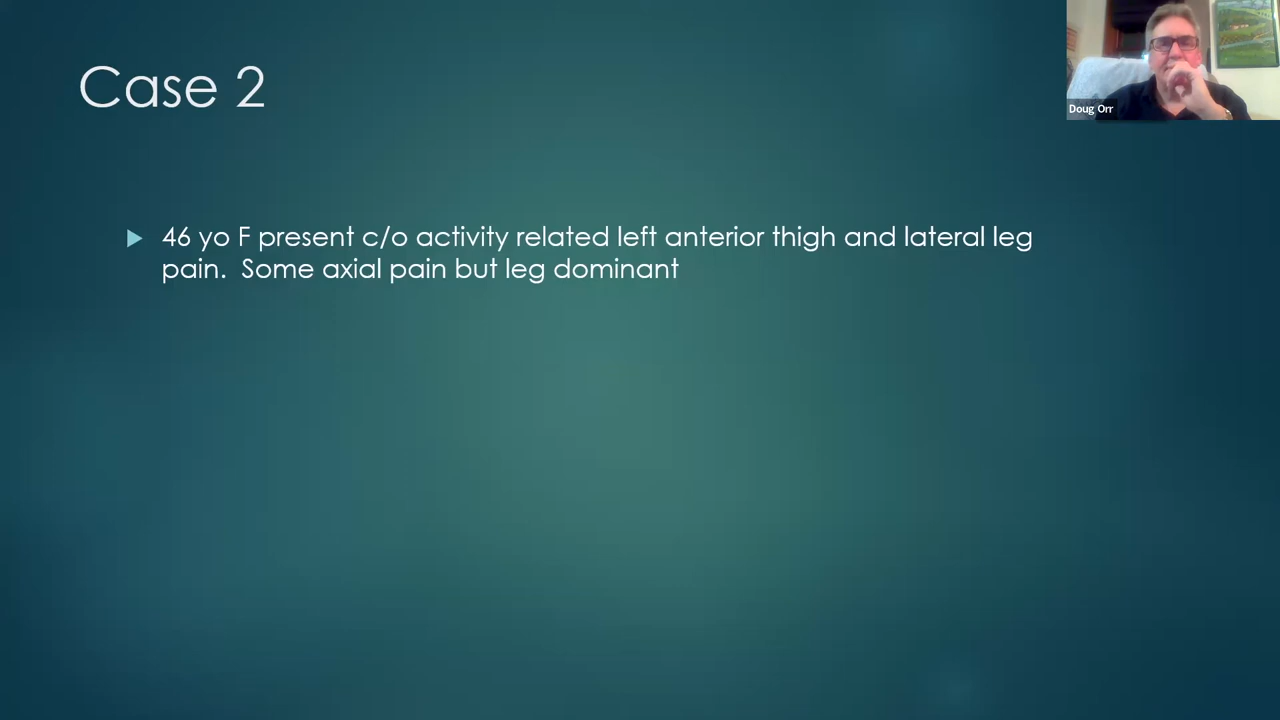 Case 2
Doug Orr
46 yo F present c/o activity related left anterior thigh and lateral leg
pain.  Some axial pain but leg dominant